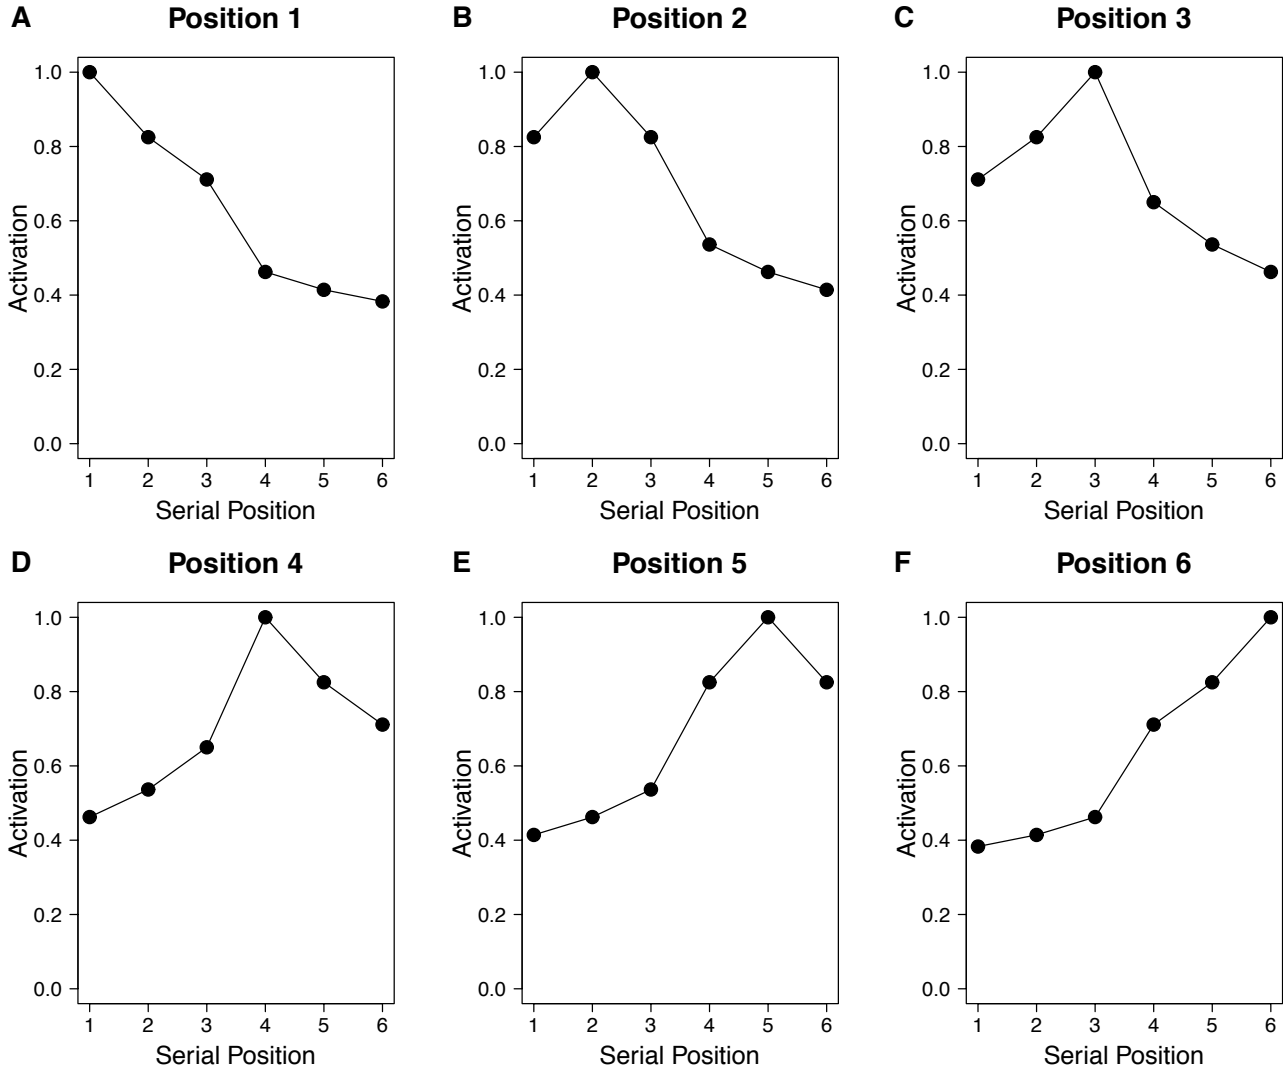 A Position 1
1.0
0.8
0.6
0.4
0.2
0.0
Activation
1 2 3 4 5 6
Serial Position
B Position 2
1.0
0.8
0.6
0.4
0.2
0.0
Activation
1 2 3 4 5 6
Serial Position
C Position 3
1.0
0.8
0.6
0.4
0.2
0.0
Activation
1 2 3 4 5 6
Serial Position
D Position 4
1.0
0.8
0.6
0.4
0.2
0.0
Activation
1 2 3 4 5 6
Serial Position
E Position 5
1.0
0.8
0.6
0.4
0.2
0.0
Activation
1 2 3 4 5 6
Serial Position
F Position 6
1.0
0.8
0.6
0.4
0.2
0.0
Activation
1 2 3 4 5 6
Serial Position